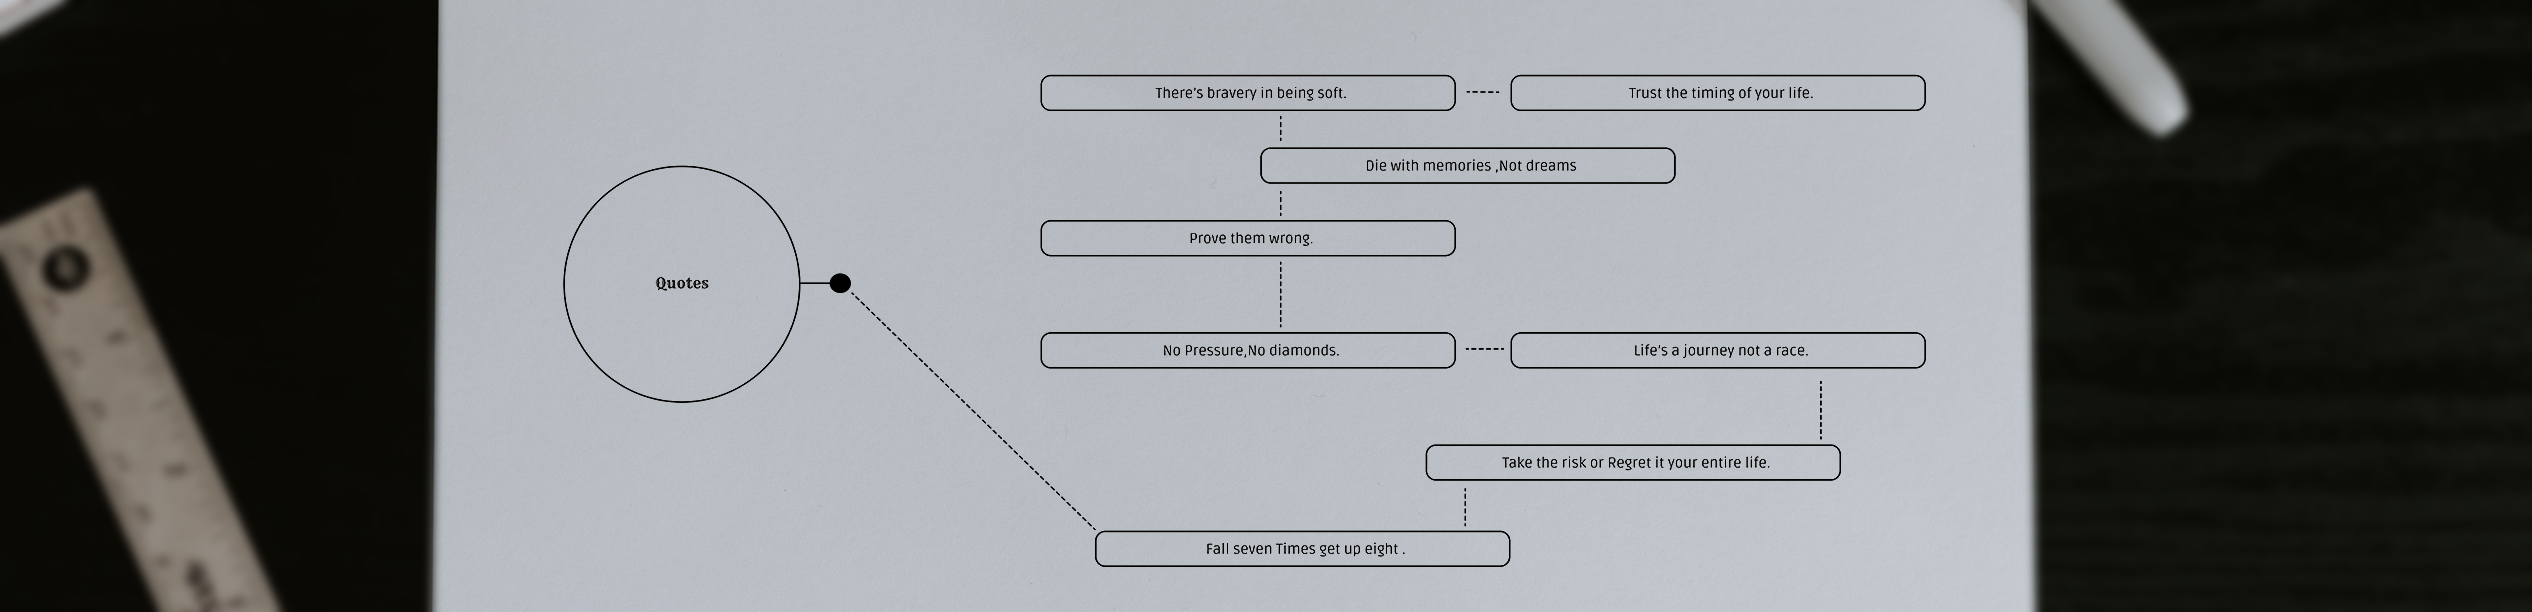 There's bravery in being soft.
Trust the timing of your life.
Die with memories ,Not dreams
Prove them wrong.
Quotes
No Pressure,No diamonds.
Life's a journey not a race.
Take the risk or Regret it your entire life.
Fall seven Times get up eight .